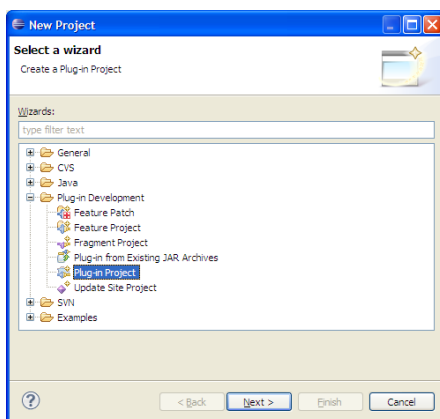 New Project
Select a wizard
Create a Plug-in Project
Wizards:
type filter text
General
CVS
Java
Plug-in Development
Feature Patch
Feature Project
Fragment Project
Plug-in from Existing JAR Archives
Plug-in Project
Update Site Project
SVN
Examples
? < Back Next > Finish Cancel